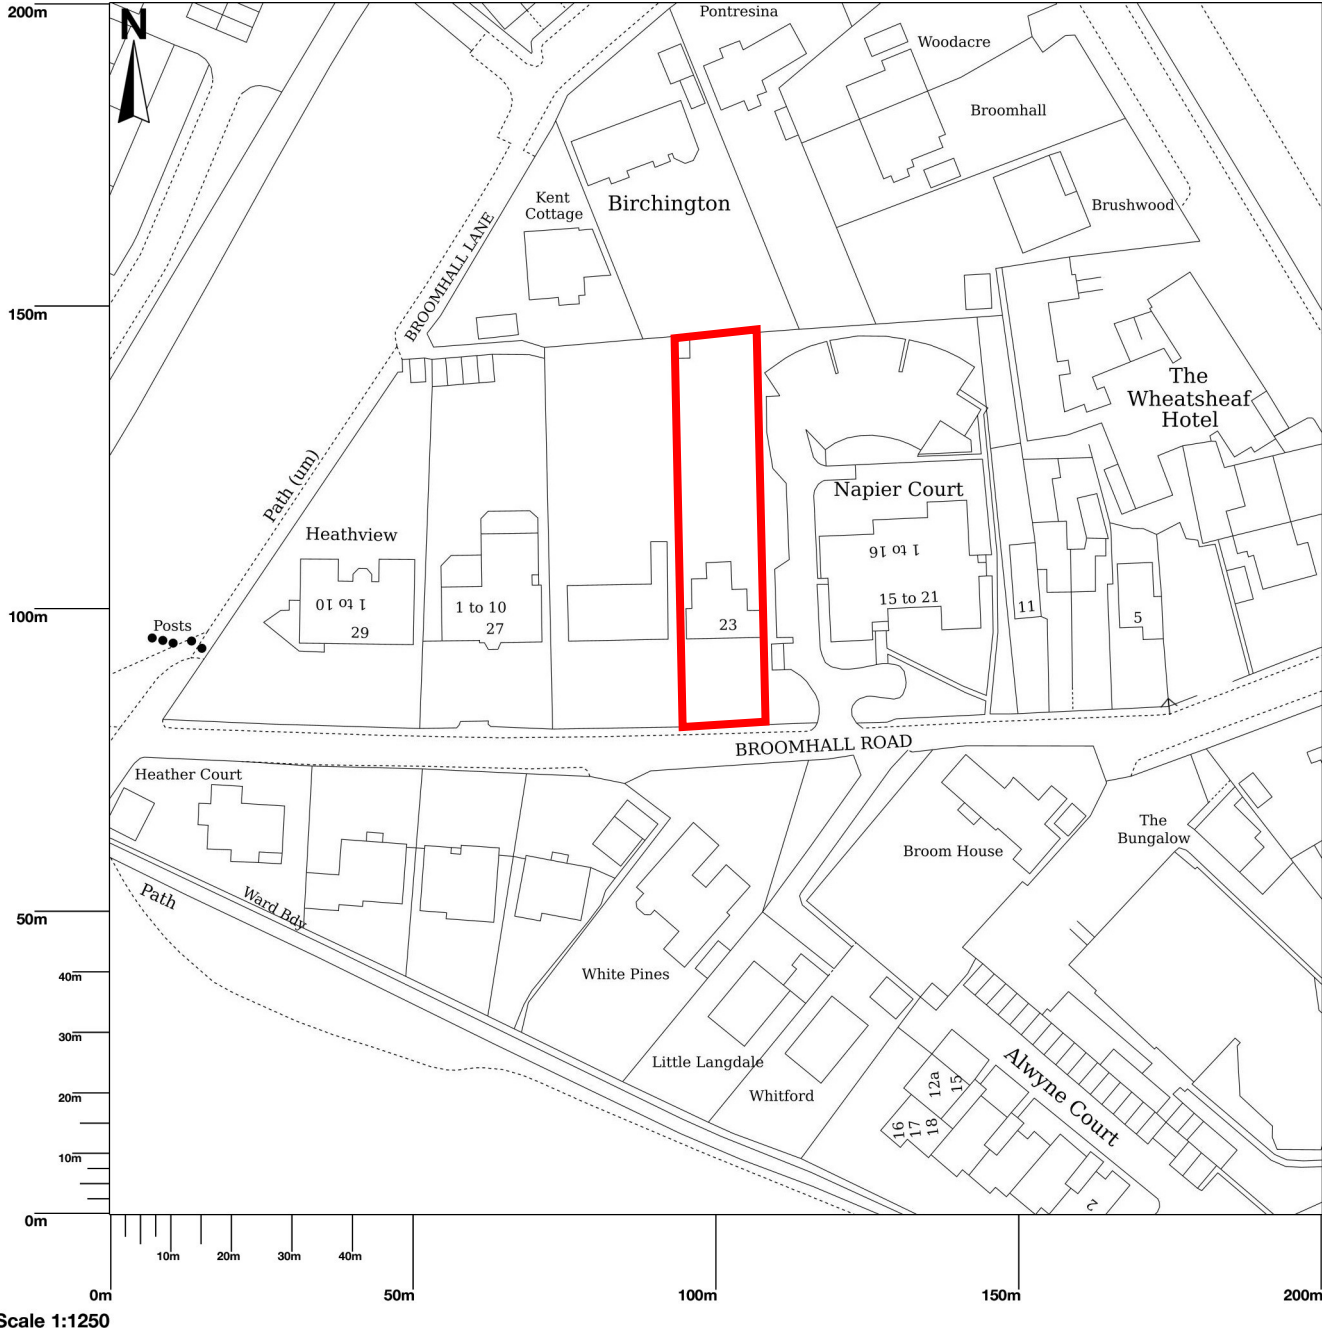 200m
N
Pontresina
Woodacre
Broomhall
Kent
Cottage
Birchington
Brushwood
BROOMHALL LANE
150m
The
Wheatsheaf
Hotel
Path (um)
Napier Court
Heathview
1 to 16
1 to 10
29
1 to 10
27
23
15 to 21
11
5
100m
Posts
BROOMHALL ROAD
Heather Court
The
Bungalow
Broom House
Path
Ward Bdy
50m
White Pines
40m
30m
Little Langdale
Alwyne Court
12a
15
Whitford
20m
16
17
18
10m
2
0m
10m
20m
30m
40m
0m
50m
100m
150m
200m
Scale 1:1250